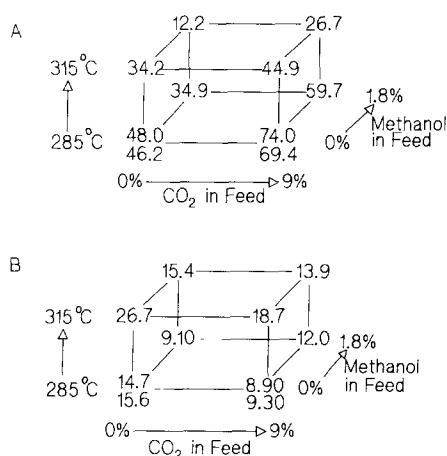 A
12.2 26.7
315°C 34.2 44.9
34.9 59.7
1.8%
285°C 48.0 74.0 0% Methanol
46.2 69.4 in Feed
0% 9%
CO₂ in Feed
B
15.4 13.9
315°C 26.7 18.7
9.10 12.0 1.8%
285°C 14.7 8.90 0% Methanol
15.6 9.30 in Feed
0% 9%
CO₂ in Feed